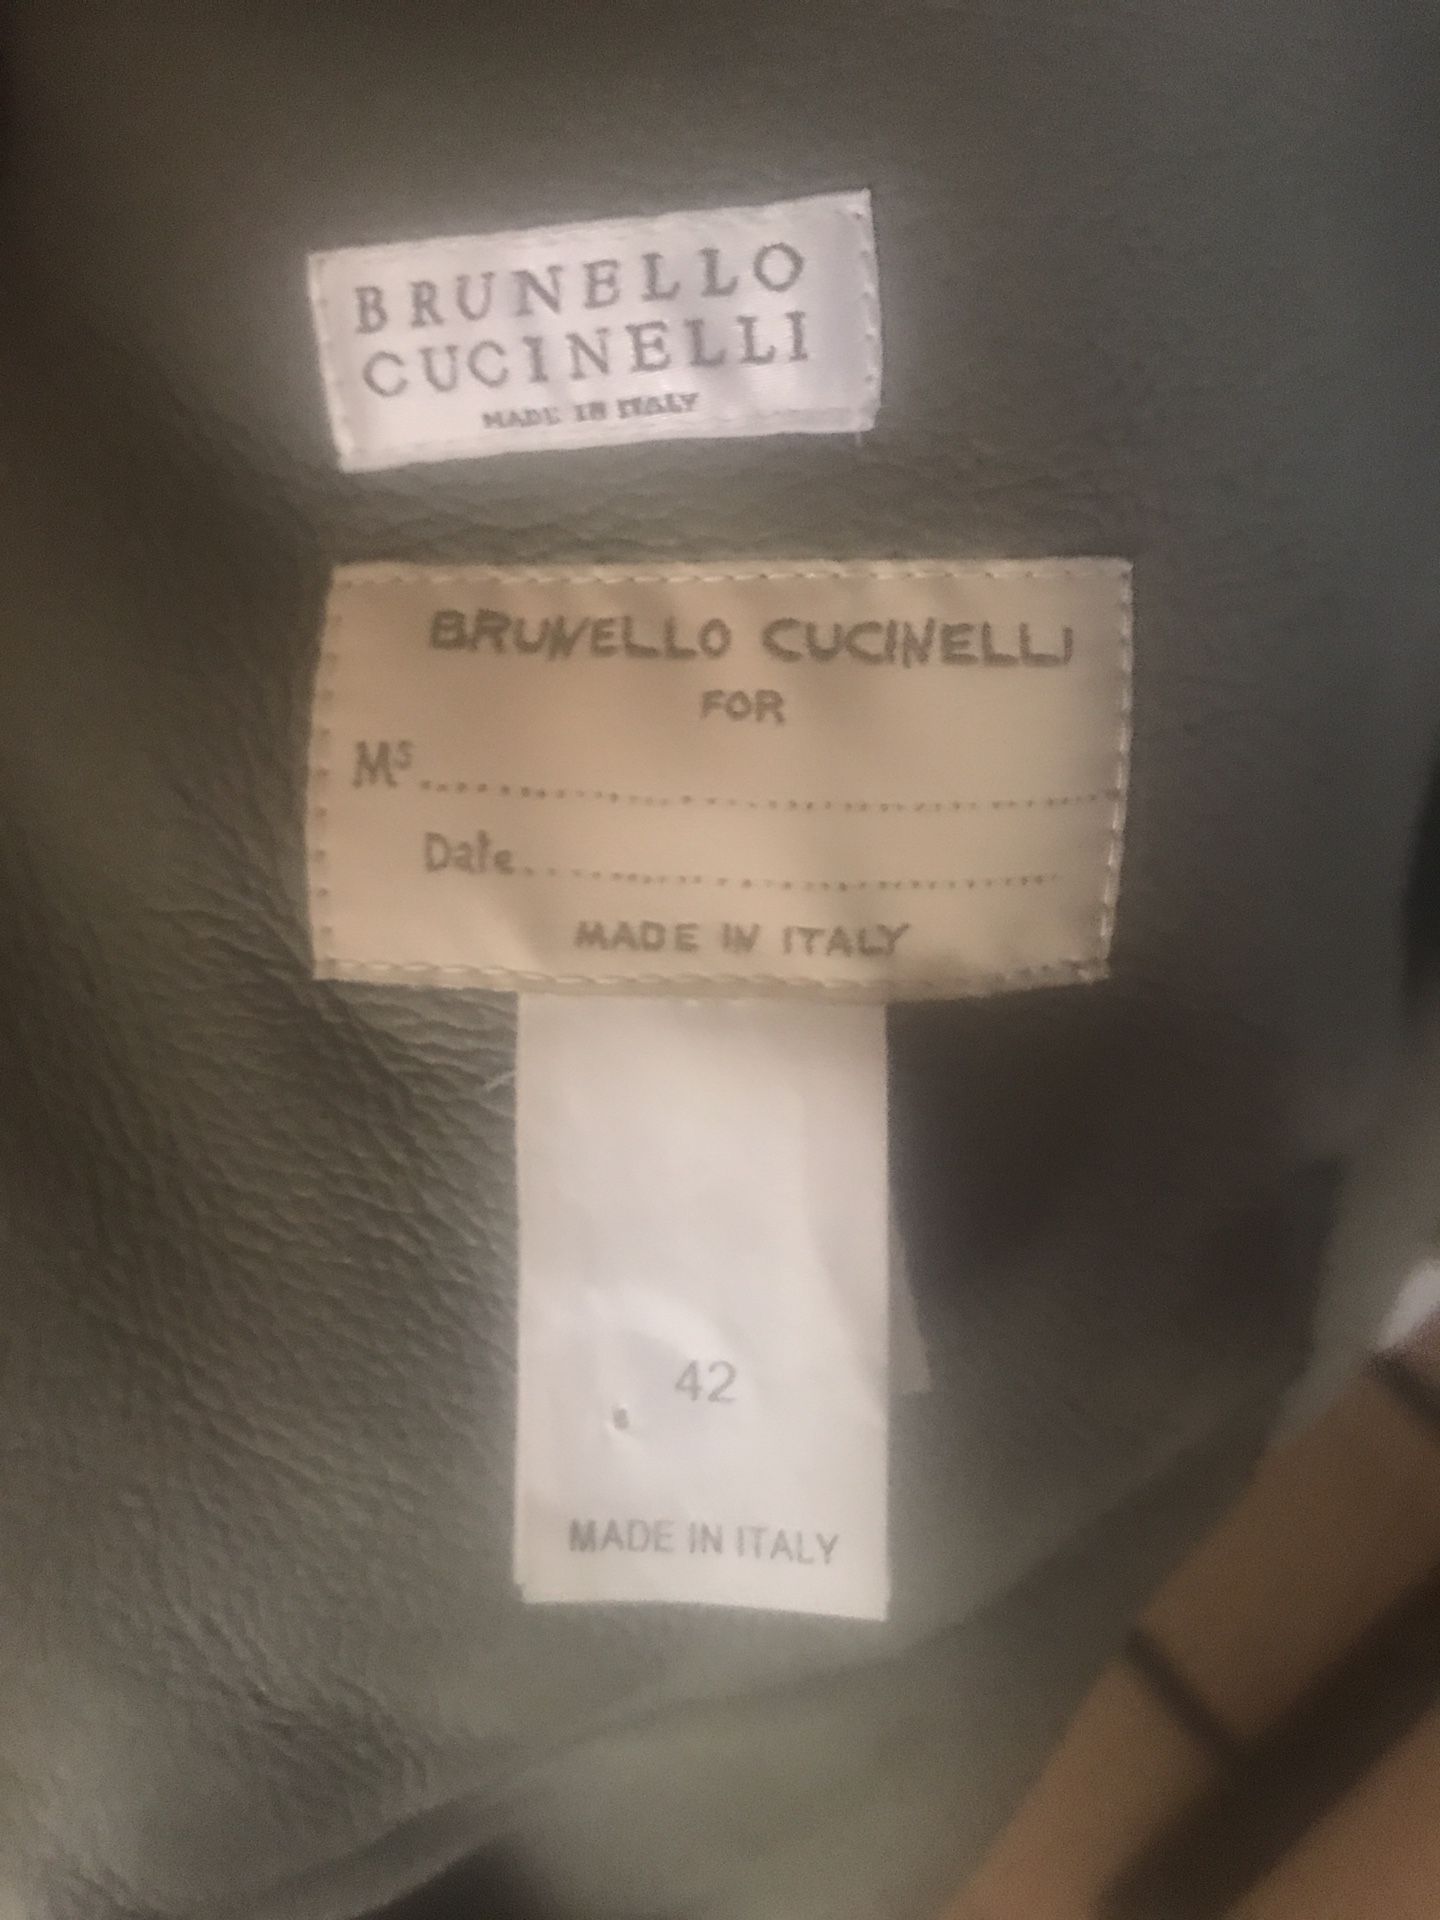 BRUNELLO
CUCINELLI
MADE IN ITALY
BRUNELLO CUCINELLI
FOR
Ms..............................
Date..............................
MADE IN ITALY
42
MADE IN ITALY